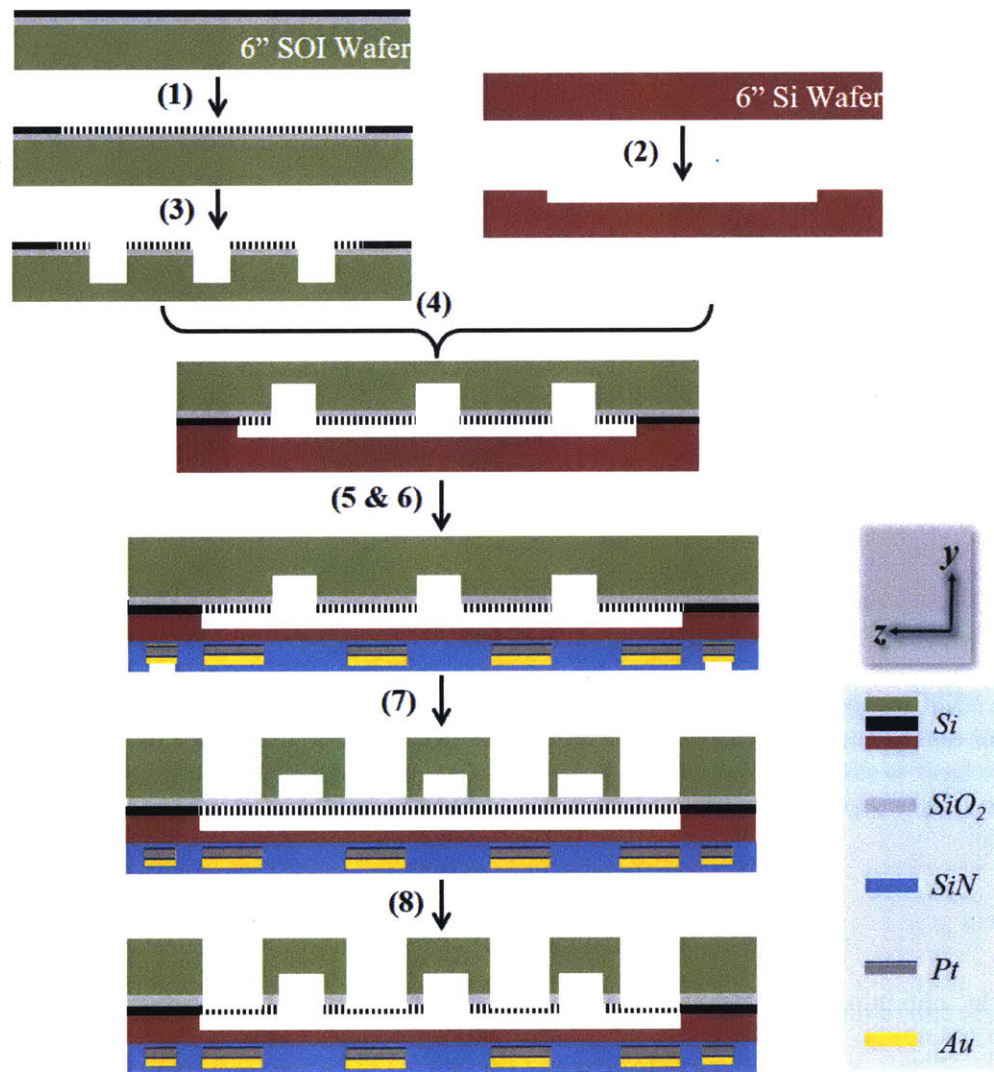 6” SOI Wafer
(1)
6” Si Wafer
(2)
(3)
(4)
(5 & 6)
y
z
(7)
Si
SiO2
SiN
(8)
Pt
Au